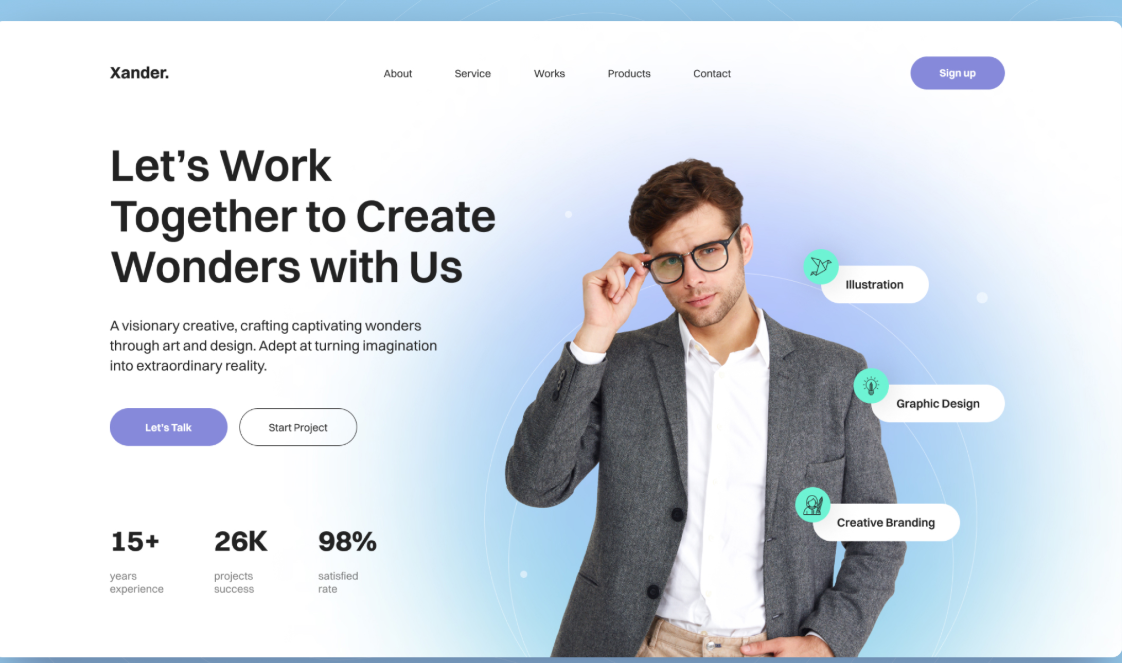 Xander.
About
Service
Works
Products
Contact
Sign up
Let's Work
Together to Create
Wonders with Us
A visionary creative, crafting captivating wonders
through art and design. Adept at turning imagination
into extraordinary reality.
Let's Talk
Start Project
Illustration
Graphic Design
Creative Branding
15+
years
experience
26K
projects
success
98%
satisfied
rate